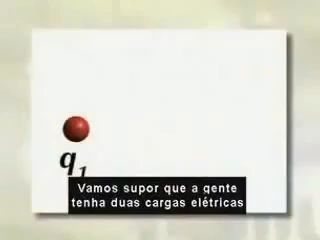 q1
Vamos supor que a gente
tenha duas cargas elétricas